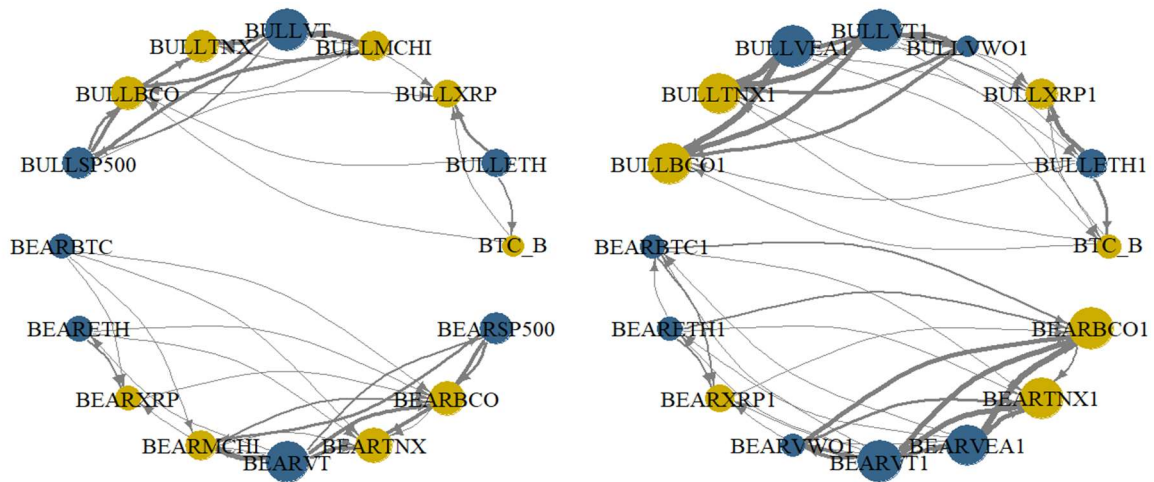 BULLVT
BULLTNX
BULLMCHI
BULLBCO
BULLXRP
BULLSP500
BULLETH
BTC_B
BEARBTC
BEARETH
BEARSP500
BEARXRP
BEARBCO
BEARMCHI
BEARTNX
BEARVT
BULLVT1
BULLVEA1
BULLVWO1
BULLTNX1
BULLXRP1
BULLBCO1
BULLETH1
BTC_B
BEARBTC1
BEARETH1
BEARBCO1
BEARXRP1
BEARTNX1
BEARVWO1
BEARVEA1
BEARVT1